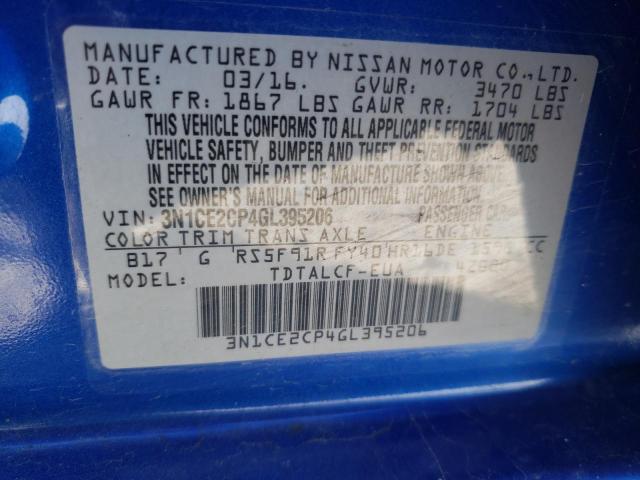 MANUFACTURED BY NISSAN MOTOR CO., LTD.
DATE: 03/16. GVWR: 3470 LBS
GAWR FR: 1867 LBS GAWR RR: 1704 LBS
THIS VEHICLE CONFORMS TO ALL APPLICABLE FEDERAL MOTOR
VEHICLE SAFETY, BUMPER AND THEFT PREVENTION STANDARDS
IN EFFECT ON THE DATE OF MANUFACTURE SHOWN ABOVE.
SEE OWNER'S MANUAL FOR ADDITIONAL INFORMATION
VIN: 3N1CE2CP4GL395206 PASSENGER CAR
COLOR TRIM TRANS AXLE ENGINE
B17 G RS5F91R FY40 HR16DE CC
MODEL: TDTALCF-EUA
3N1CE2CP4GL395206